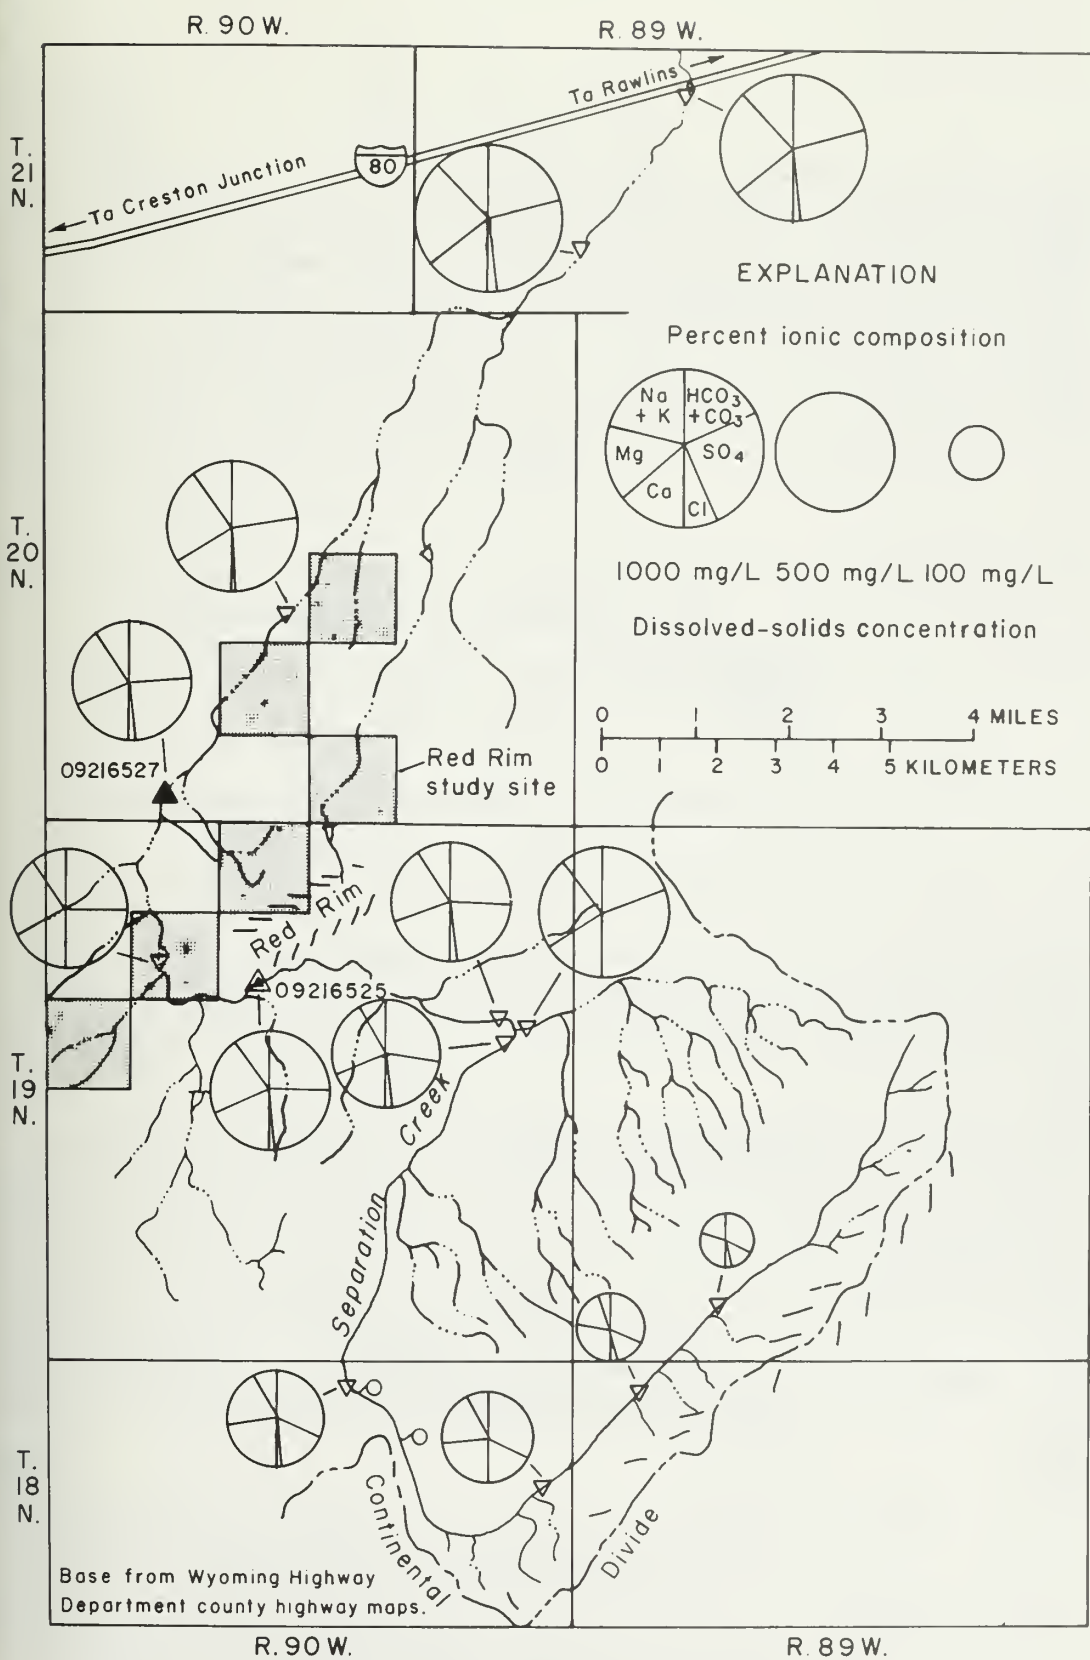 R. 90 W.
R. 89 W.
To Rawlins
T.
21
N.
80
To Creston Junction
EXPLANATION
Percent ionic composition
Na
+ K
HCO3
+CO3
Mg
SO4
Ca
Cl
T.
20
N.
1000 mg/L 500 mg/L 100 mg/L
Dissolved-solids concentration
0 1 2 3 4 MILES
0 1 2 3 4 5 KILOMETERS
Red Rim
study site
09216527
Red Rim
09216525
T.
19
N.
Separation Creek
T.
18
N.
Continental Divide
Base from Wyoming Highway
Department county highway maps.
R. 90 W.
R. 89 W.